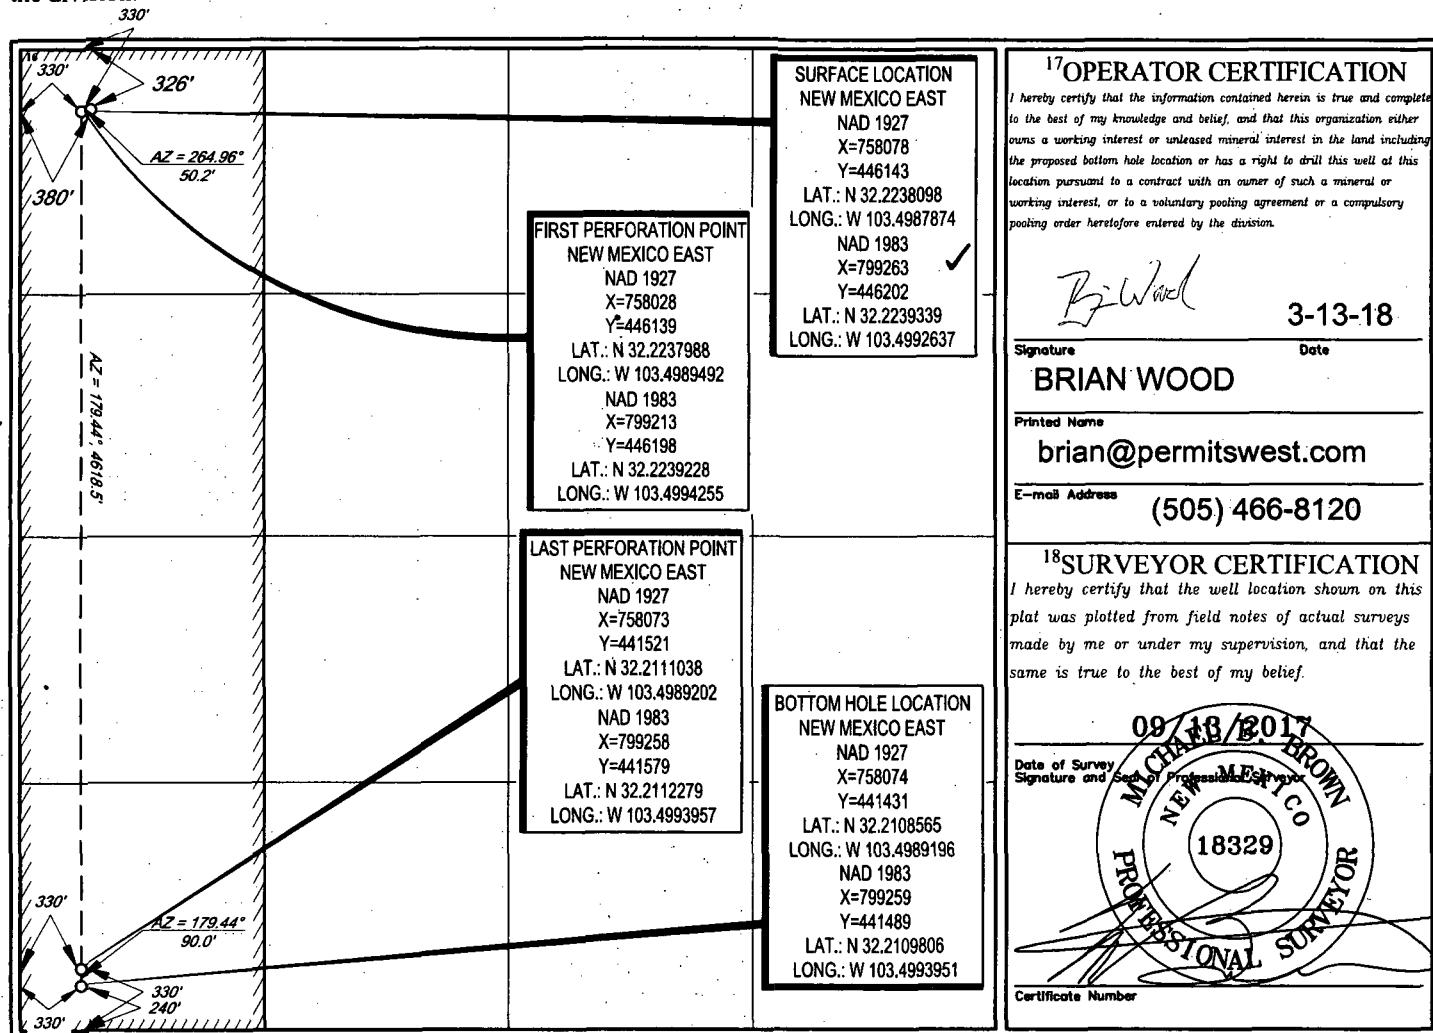 330'
16
330'
326'
AZ = 264.96°
50.2'
380'
AZ = 179.44°, 4618.5'
SURFACE LOCATION
NEW MEXICO EAST
NAD 1927
X=758078
Y=446143
LAT.: N 32.2238098
LONG.: W 103.4987874
NAD 1983
X=799263
Y=446202
LAT.: N 32.2239339
LONG.: W 103.4992637
FIRST PERFORATION POINT
NEW MEXICO EAST
NAD 1927
X=758028
Y=446139
LAT.: N 32.2237988
LONG.: W 103.4989492
NAD 1983
X=799213
Y=446198
LAT.: N 32.2239228
LONG.: W 103.4994255
LAST PERFORATION POINT
NEW MEXICO EAST
NAD 1927
X=758073
Y=441521
LAT.: N 32.2111038
LONG.: W 103.4989202
NAD 1983
X=799258
Y=441579
LAT.: N 32.2112279
LONG.: W 103.4993957
BOTTOM HOLE LOCATION
NEW MEXICO EAST
NAD 1927
X=758074
Y=441431
LAT.: N 32.2108565
LONG.: W 103.4989196
NAD 1983
X=799259
Y=441489
LAT.: N 32.2109806
LONG.: W 103.4993951
330'
AZ = 179.44°
90.0'
330'
240'
330'
17 OPERATOR CERTIFICATION
I hereby certify that the information contained herein is true and complete
to the best of my knowledge and belief, and that this organization either
owns a working interest or unleased mineral interest in the land including
the proposed bottom hole location or has a right to drill this well at this
location pursuant to a contract with an owner of such a mineral or
working interest, or to a voluntary pooling agreement or a compulsory
pooling order heretofore entered by the division.
3-13-18
Signature Date
BRIAN WOOD
Printed Name
brian@permitswest.com
E-mail Address
(505) 466-8120
18 SURVEYOR CERTIFICATION
I hereby certify that the well location shown on this
plat was plotted from field notes of actual surveys
made by me or under my supervision, and that the
same is true to the best of my belief.
09/13/2017
Date of Survey
Signature and Seal of Professional Surveyor
MICHAEL B. BROWN
NEW MEXICO
18329
PROFESSIONAL SURVEYOR
Certificate Number